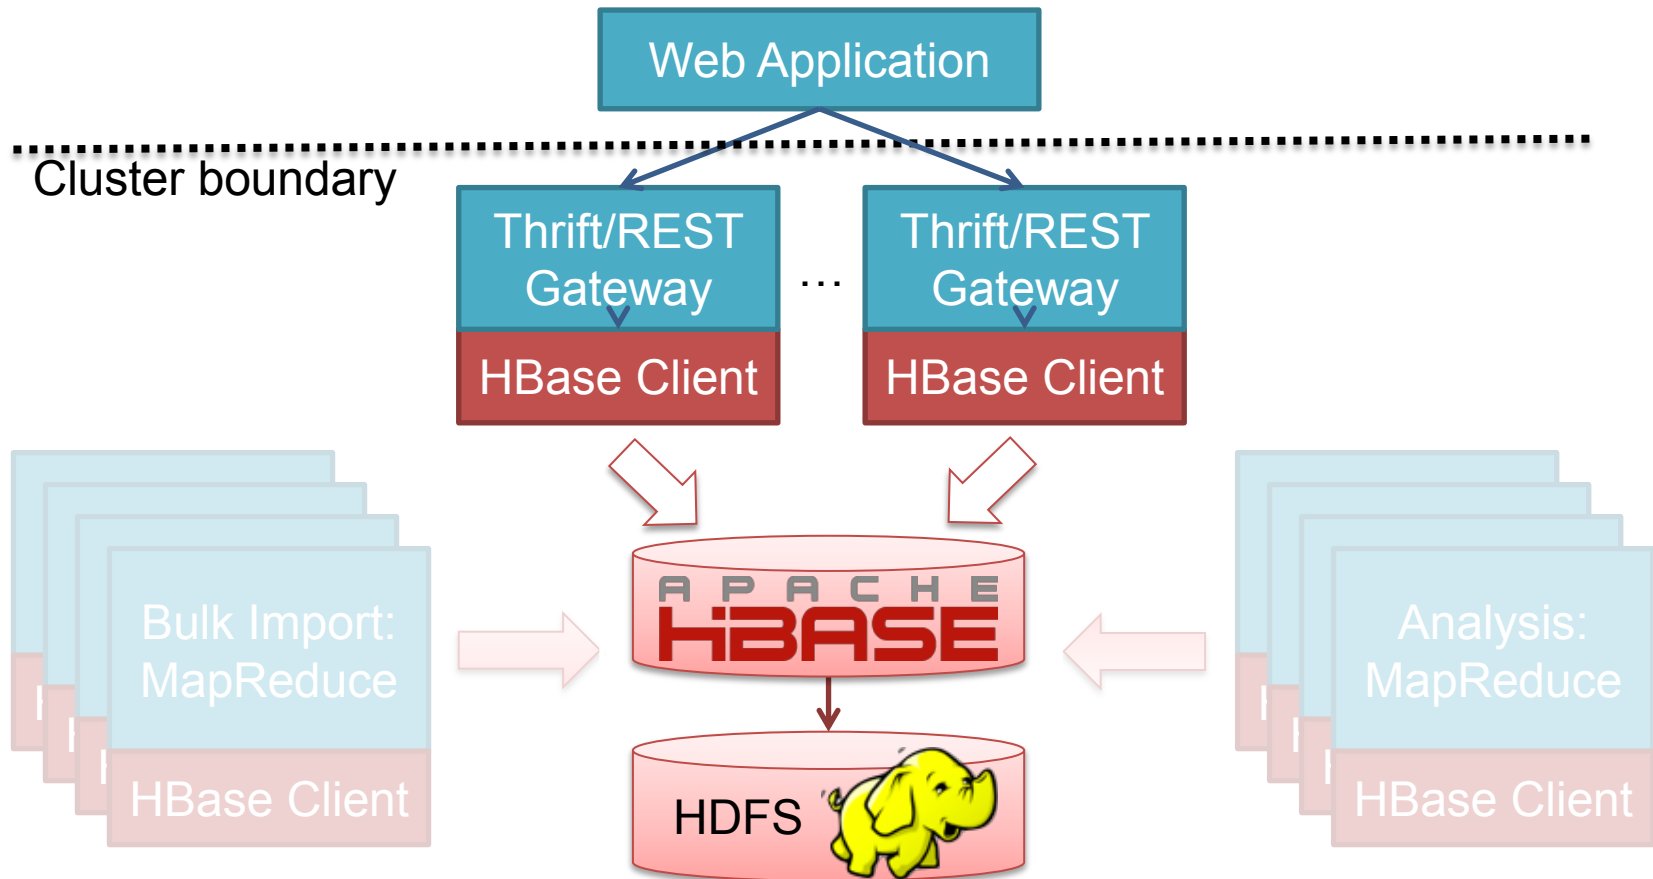 Web Application
Cluster boundary
Thrift/REST
Gateway
HBase Client
...
Thrift/REST
Gateway
HBase Client
APACHE
HBASE
HDFS
H
H
H
Bulk Import:
MapReduce
HBase Client
H
H
H
Analysis:
MapReduce
HBase Client